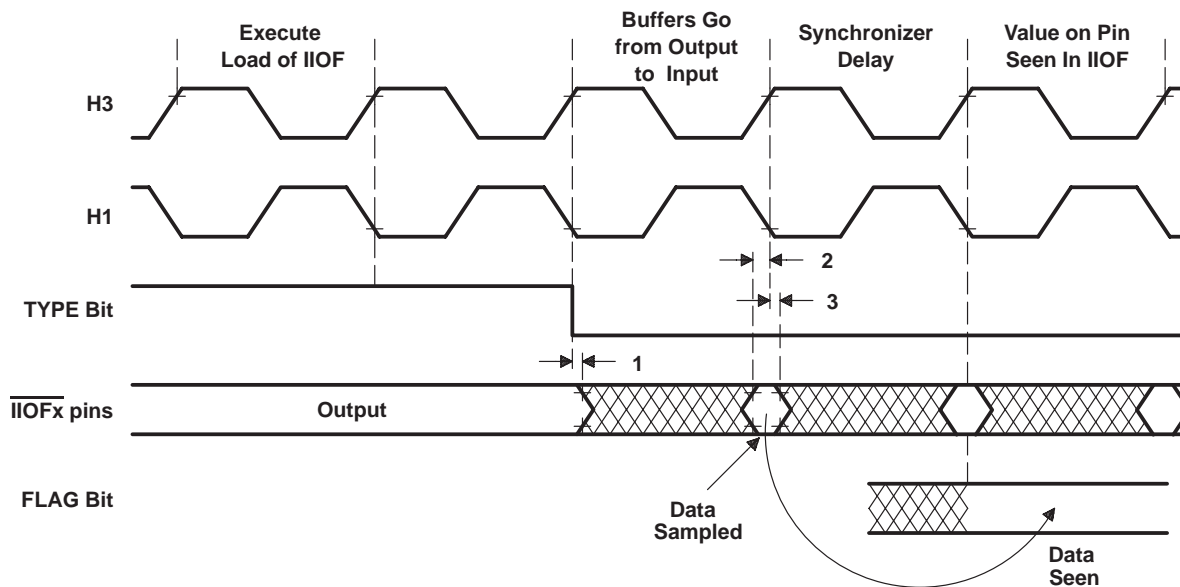 Execute
Load of IIOF
Buffers Go
from Output
to Input
Synchronizer
Delay
Value on Pin
Seen In IIOF
H3
H1
2
TYPE Bit
3
1
IIOFx pins
Output
FLAG Bit
Data
Sampled
Data
Seen